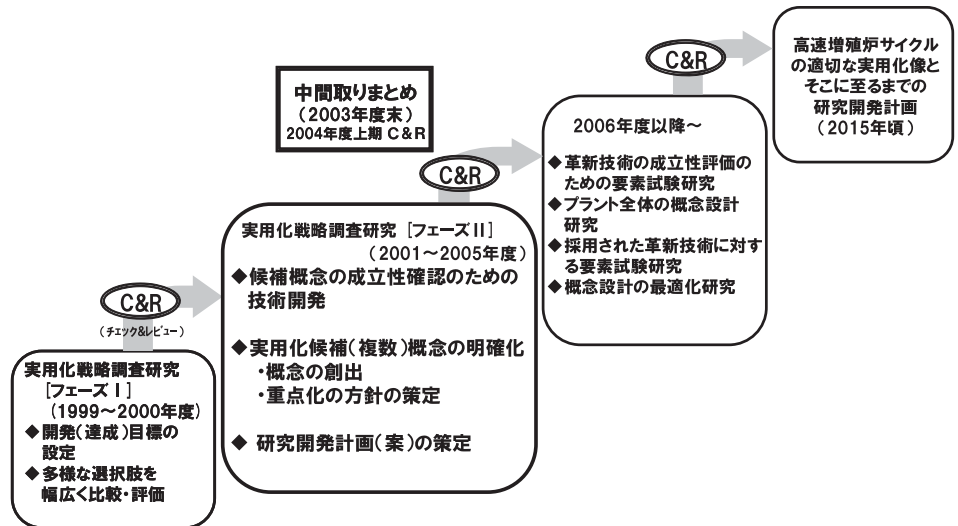 C&R
(チェック&レビュー)
実用化戦略調査研究
[フェーズⅠ]
(1999～2000年度)
◆開発(達成)目標の
設定
◆多様な選択肢を
幅広く比較・評価
中間取りまとめ
(2003年度末)
2004年度上期 C&R
C&R
実用化戦略調査研究 [フェーズⅡ]
(2001～2005年度)
◆候補概念の成立性確認のための
技術開発
◆実用化候補(複数)概念の明確化
・概念の創出
・重点化の方針の策定
◆ 研究開発計画(案)の策定
C&R
2006年度以降～
◆革新技術の成立性評価の
ための要素試験研究
◆プラント全体の概念設計
研究
◆採用された革新技術に対す
る要素試験研究
◆概念設計の最適化研究
高速増殖炉サイクル
の適切な実用化像と
そこに至るまでの
研究開発計画
(2015年頃)